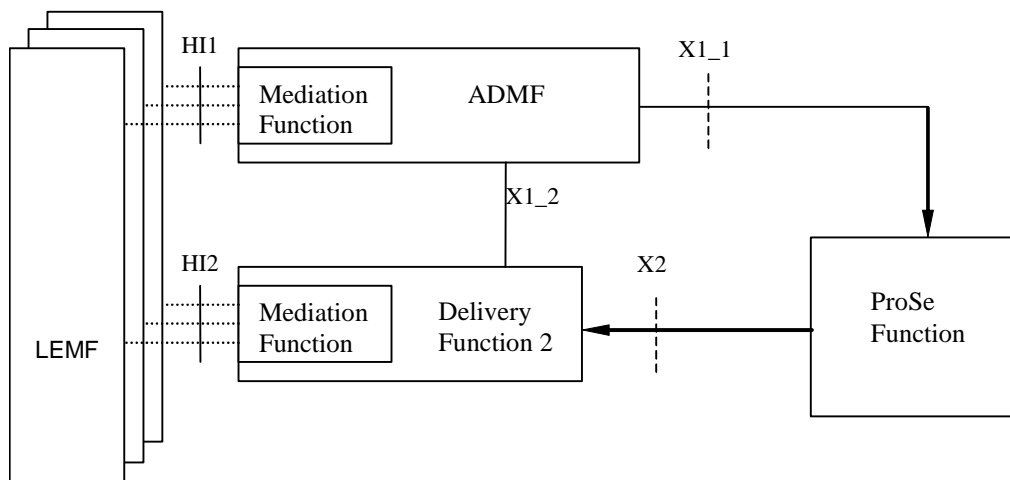 HI1
X1_1
Mediation
Function
ADMF
X1_2
HI2
X2
Mediation
Function
Delivery
Function 2
ProSe
Function
LEMF